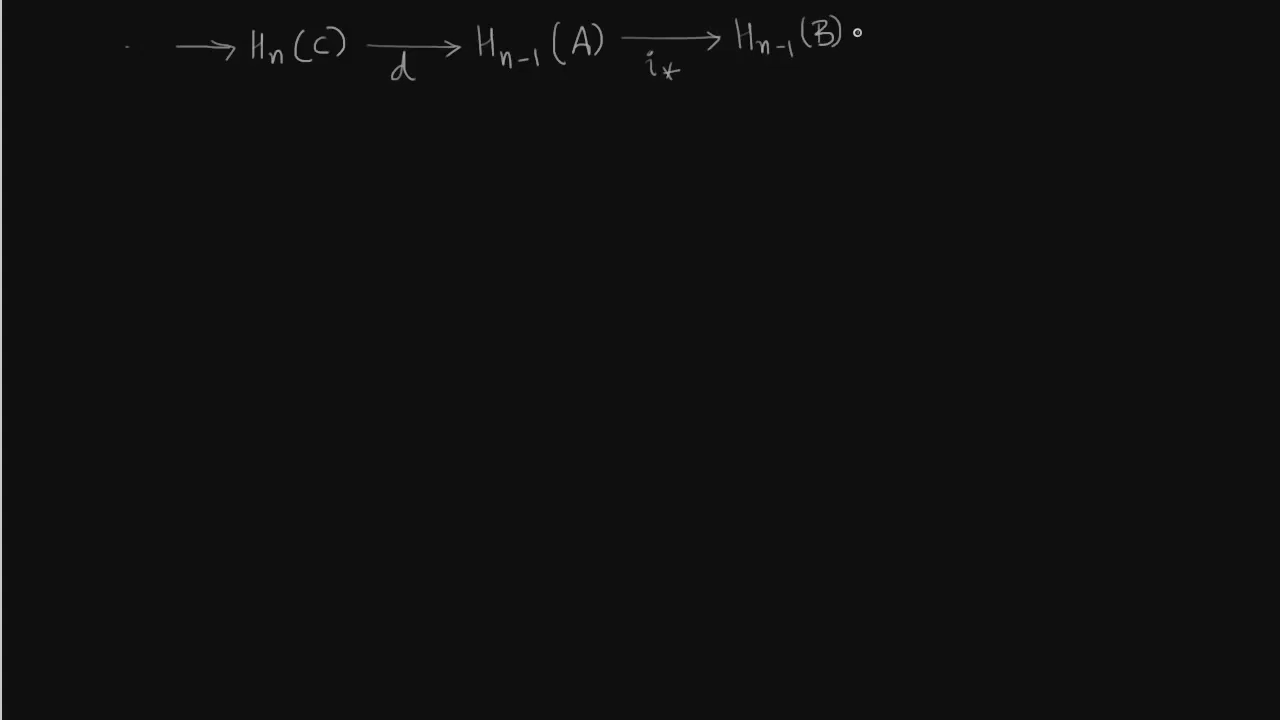 → Hₙ(C) →d Hₙ₋₁(A) →i⁎ Hₙ₋₁(B)